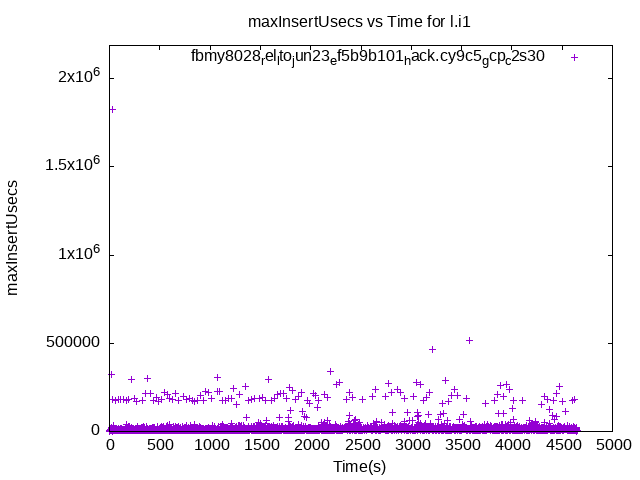 maxInsertUsecs vs Time for l.i1
fbmy8028_rel_lto_jun23_ef5b9b101_hack.cy9c5_gcp_c2s30
2x10^6
1.5x10^6
1x10^6
500000
0
maxInsertUsecs
0 500 1000 1500 2000 2500 3000 3500 4000 4500 5000
Time(s)